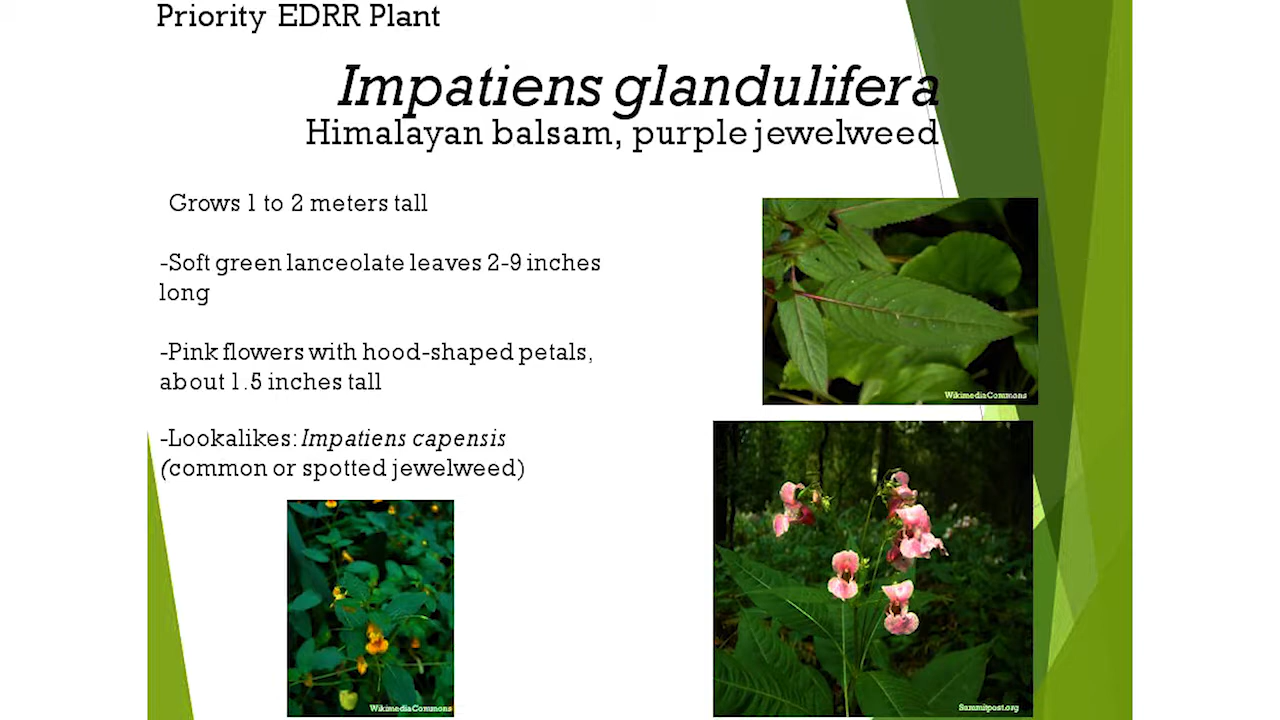 Priority EDRR Plant
Impatiens glandulifera
Himalayan balsam, purple jewelweed
Grows 1 to 2 meters tall
-Soft green lanceolate leaves 2-9 inches
long
-Pink flowers with hood-shaped petals,
about 1.5 inches tall
-Lookalikes: Impatiens capensis
(common or spotted jewelweed)
WikimediaCommons
WikimediaCommons
Summitpost.org